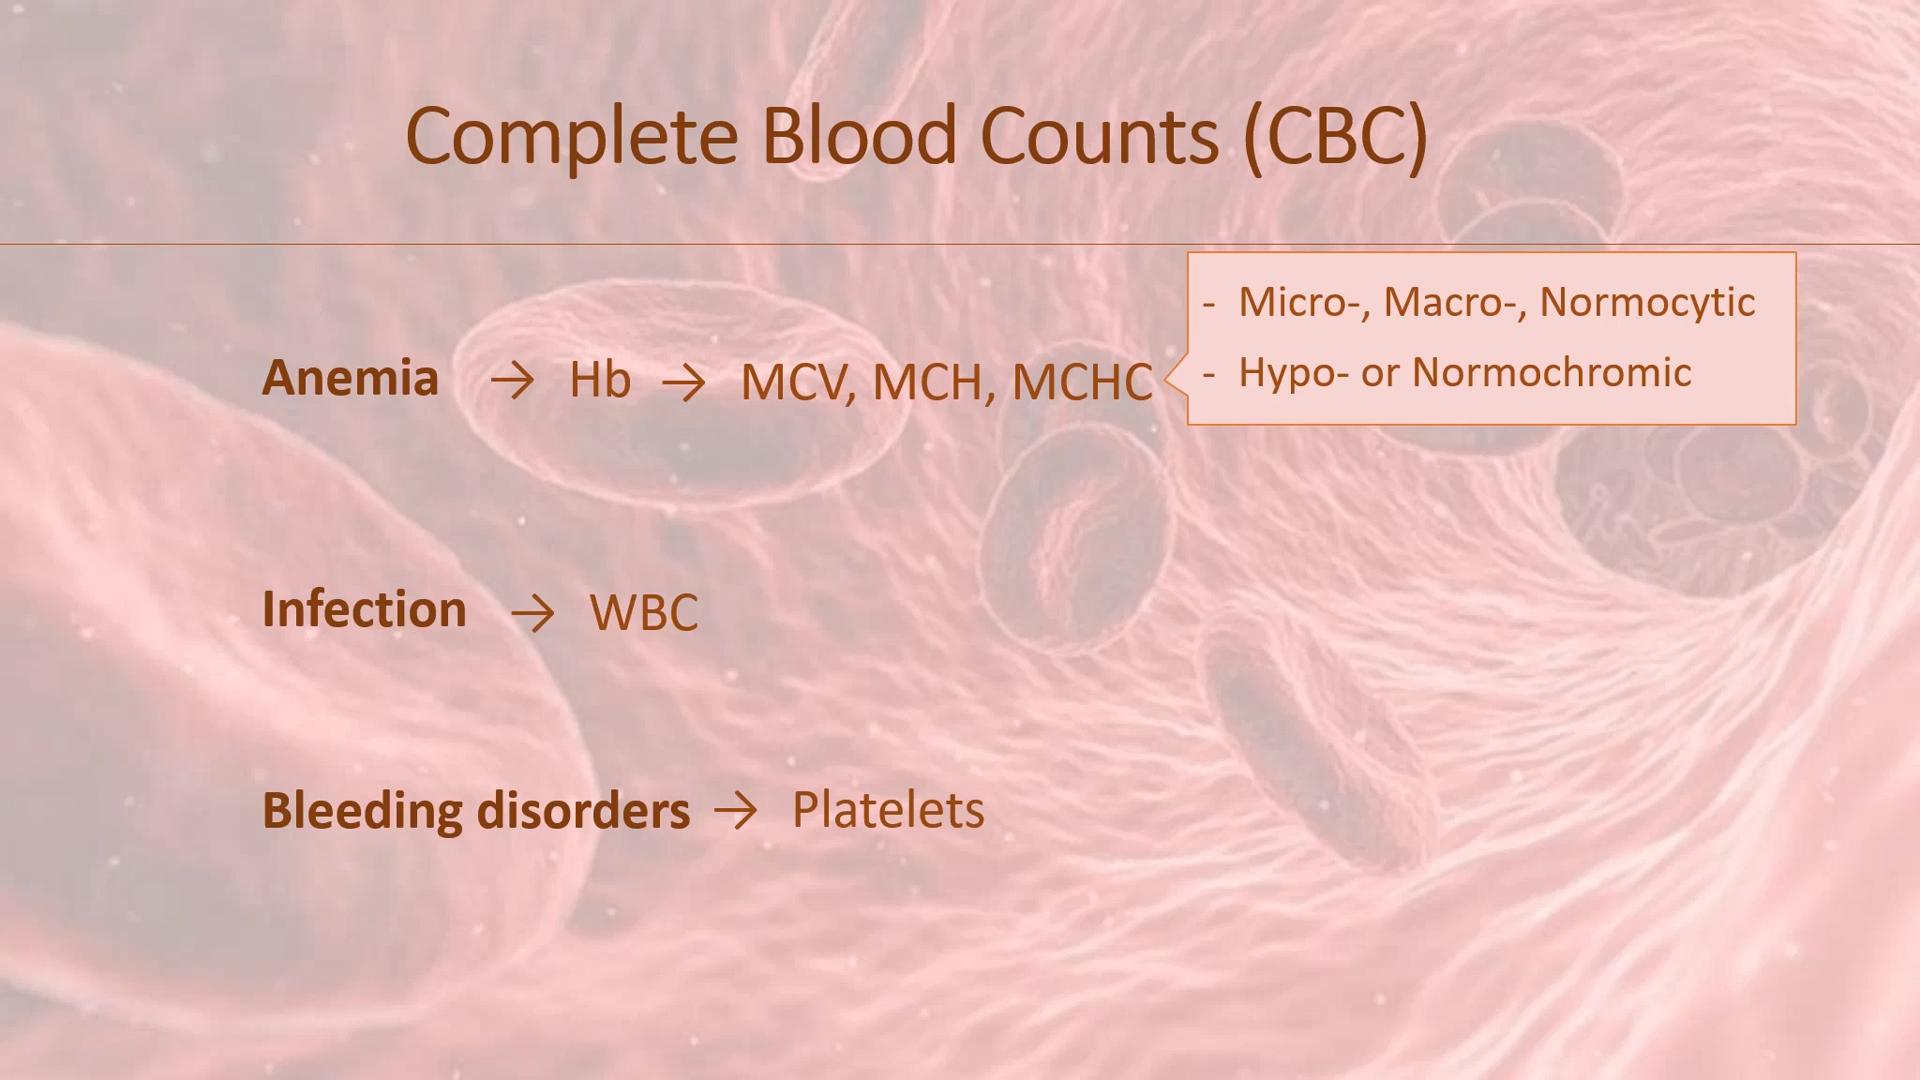 Complete Blood Counts (CBC)
Anemia → Hb → MCV, MCH, MCHC
- Micro-, Macro-, Normocytic
- Hypo- or Normochromic
Infection → WBC
Bleeding disorders → Platelets